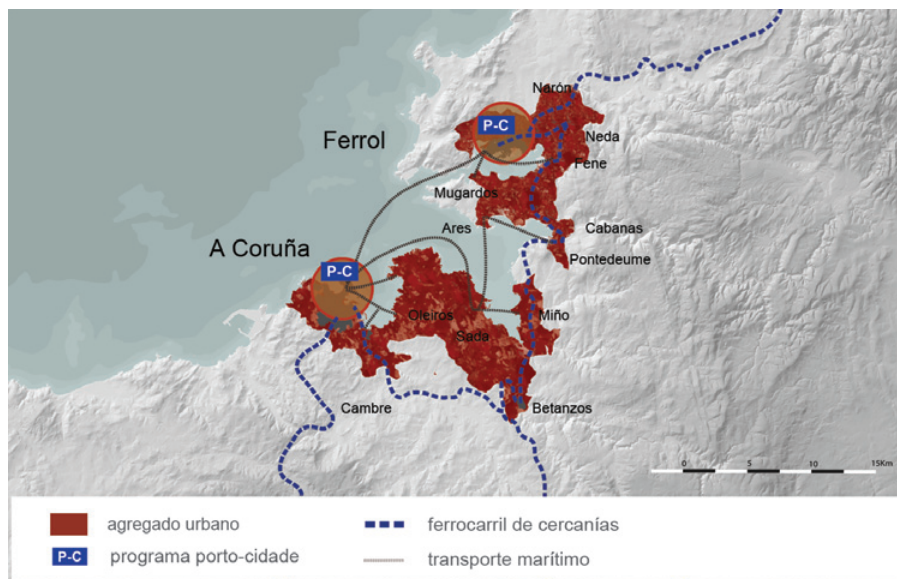 Narón
P-C
Ferrol
Neda
Fene
Mugardos
Ares
Cabanas
A Coruña
Pontedeume
P-C
Oleiros
Miño
Sada
Cambre
Betanzos
0 5 10 15Km
agregado urbano
ferrocarril de cercanías
P-C programa porto-cidade
transporte marítimo